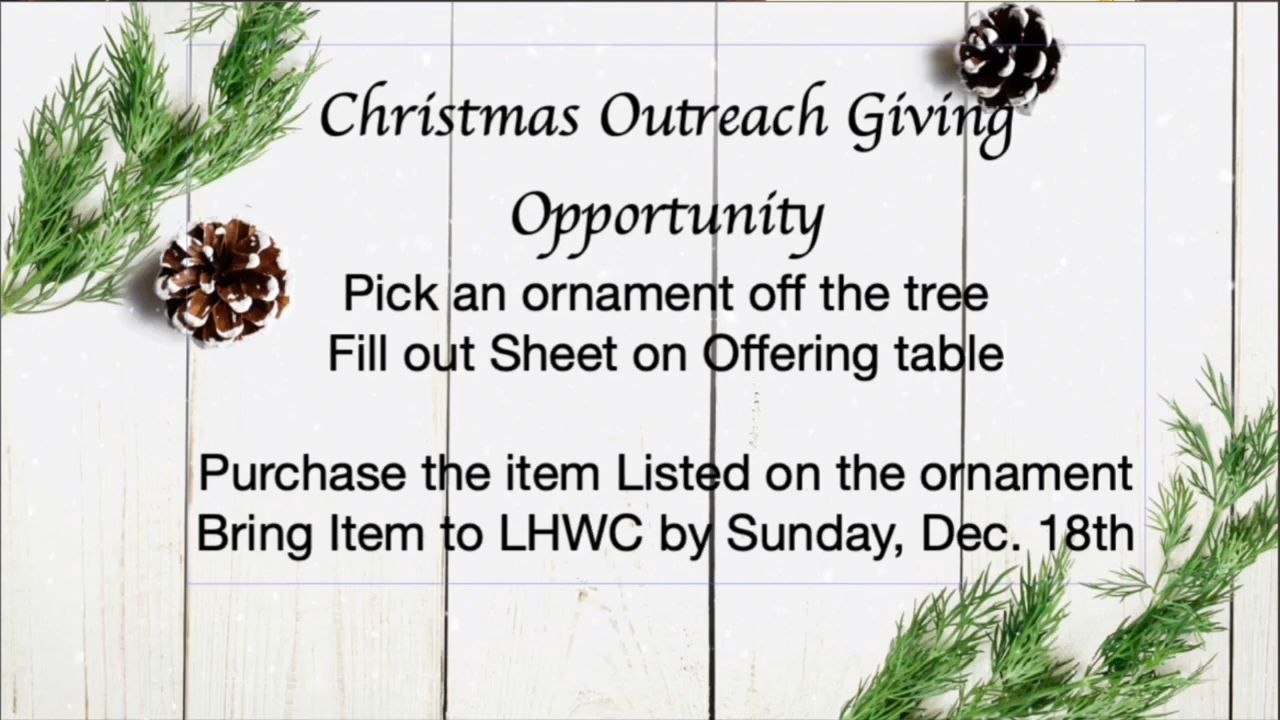 Christmas Outreach Giving
Opportunity
Pick an ornament off the tree
Fill out Sheet on Offering table
Purchase the item Listed on the ornament
Bring Item to LHWC by Sunday, Dec. 18th